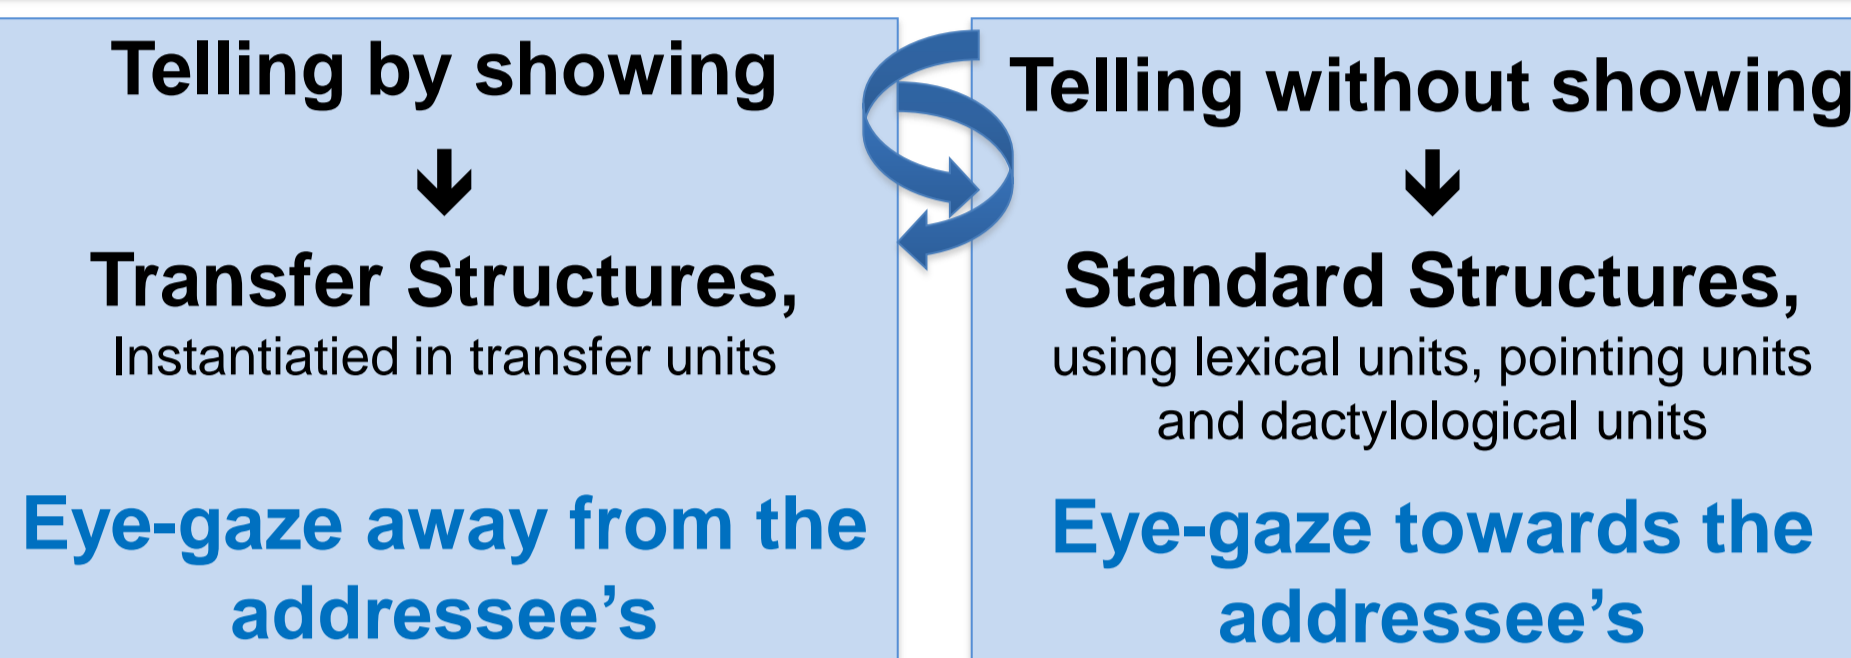 Telling by showing
Transfer Structures,
Instantiatied in transfer units
Eye-gaze away from the
addressee's
Telling without showing
Standard Structures,
using lexical units, pointing units
and dactylological units
Eye-gaze towards the
addressee's